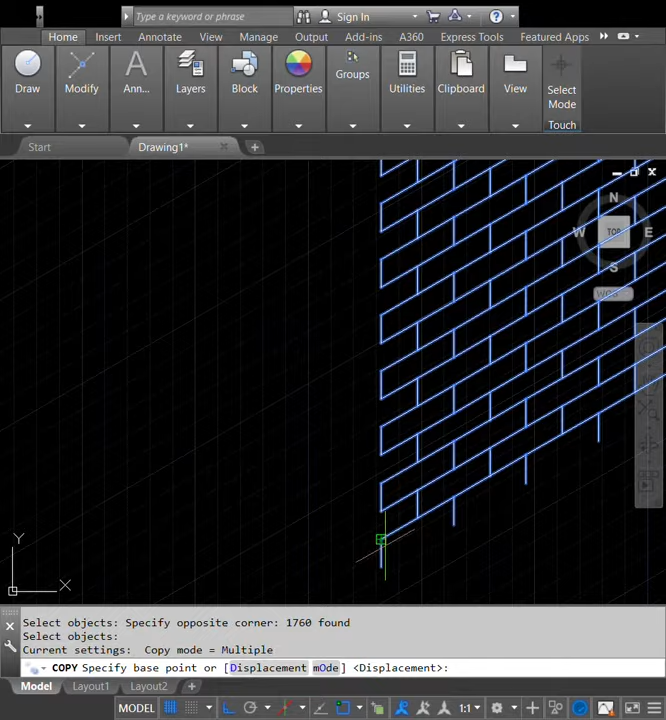 Type a keyword or phrase
Sign In
?
Home Insert Annotate View Manage Output Add-ins A360 Express Tools Featured Apps
Draw
Modify
A
Ann...
Layers
Block
Properties
Groups
Utilities
Clipboard
View
Select
Mode
Touch
Start
Drawing1*
N
W
TOP
E
S
WCS
Y
X
Select objects: Specify opposite corner: 1760 found
Select objects:
Current settings: Copy mode = Multiple
COPY Specify base point or [Displacement mOde] <Displacement>:
Model Layout1 Layout2
MODEL
1:1